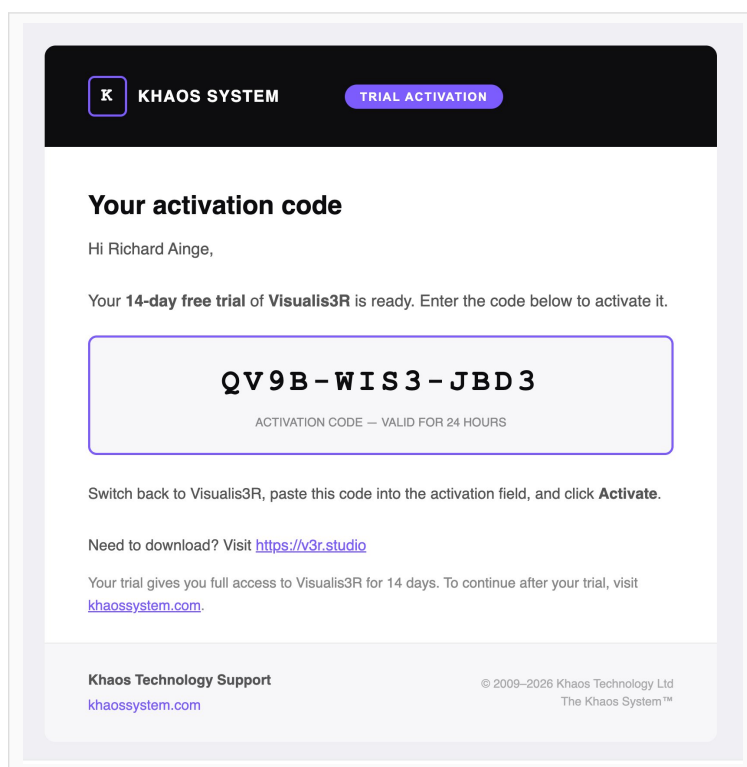 K KHAOS SYSTEM TRIAL ACTIVATION
Your activation code
Hi Richard Ainge,
Your 14-day free trial of Visualis3R is ready. Enter the code below to activate it.
QV9B-WIS3-JBD3
ACTIVATION CODE — VALID FOR 24 HOURS
Switch back to Visualis3R, paste this code into the activation field, and click Activate.
Need to download? Visit https://v3r.studio
Your trial gives you full access to Visualis3R for 14 days. To continue after your trial, visit
khaossystem.com.
Khaos Technology Support
khaossystem.com
© 2009–2026 Khaos Technology Ltd
The Khaos System™